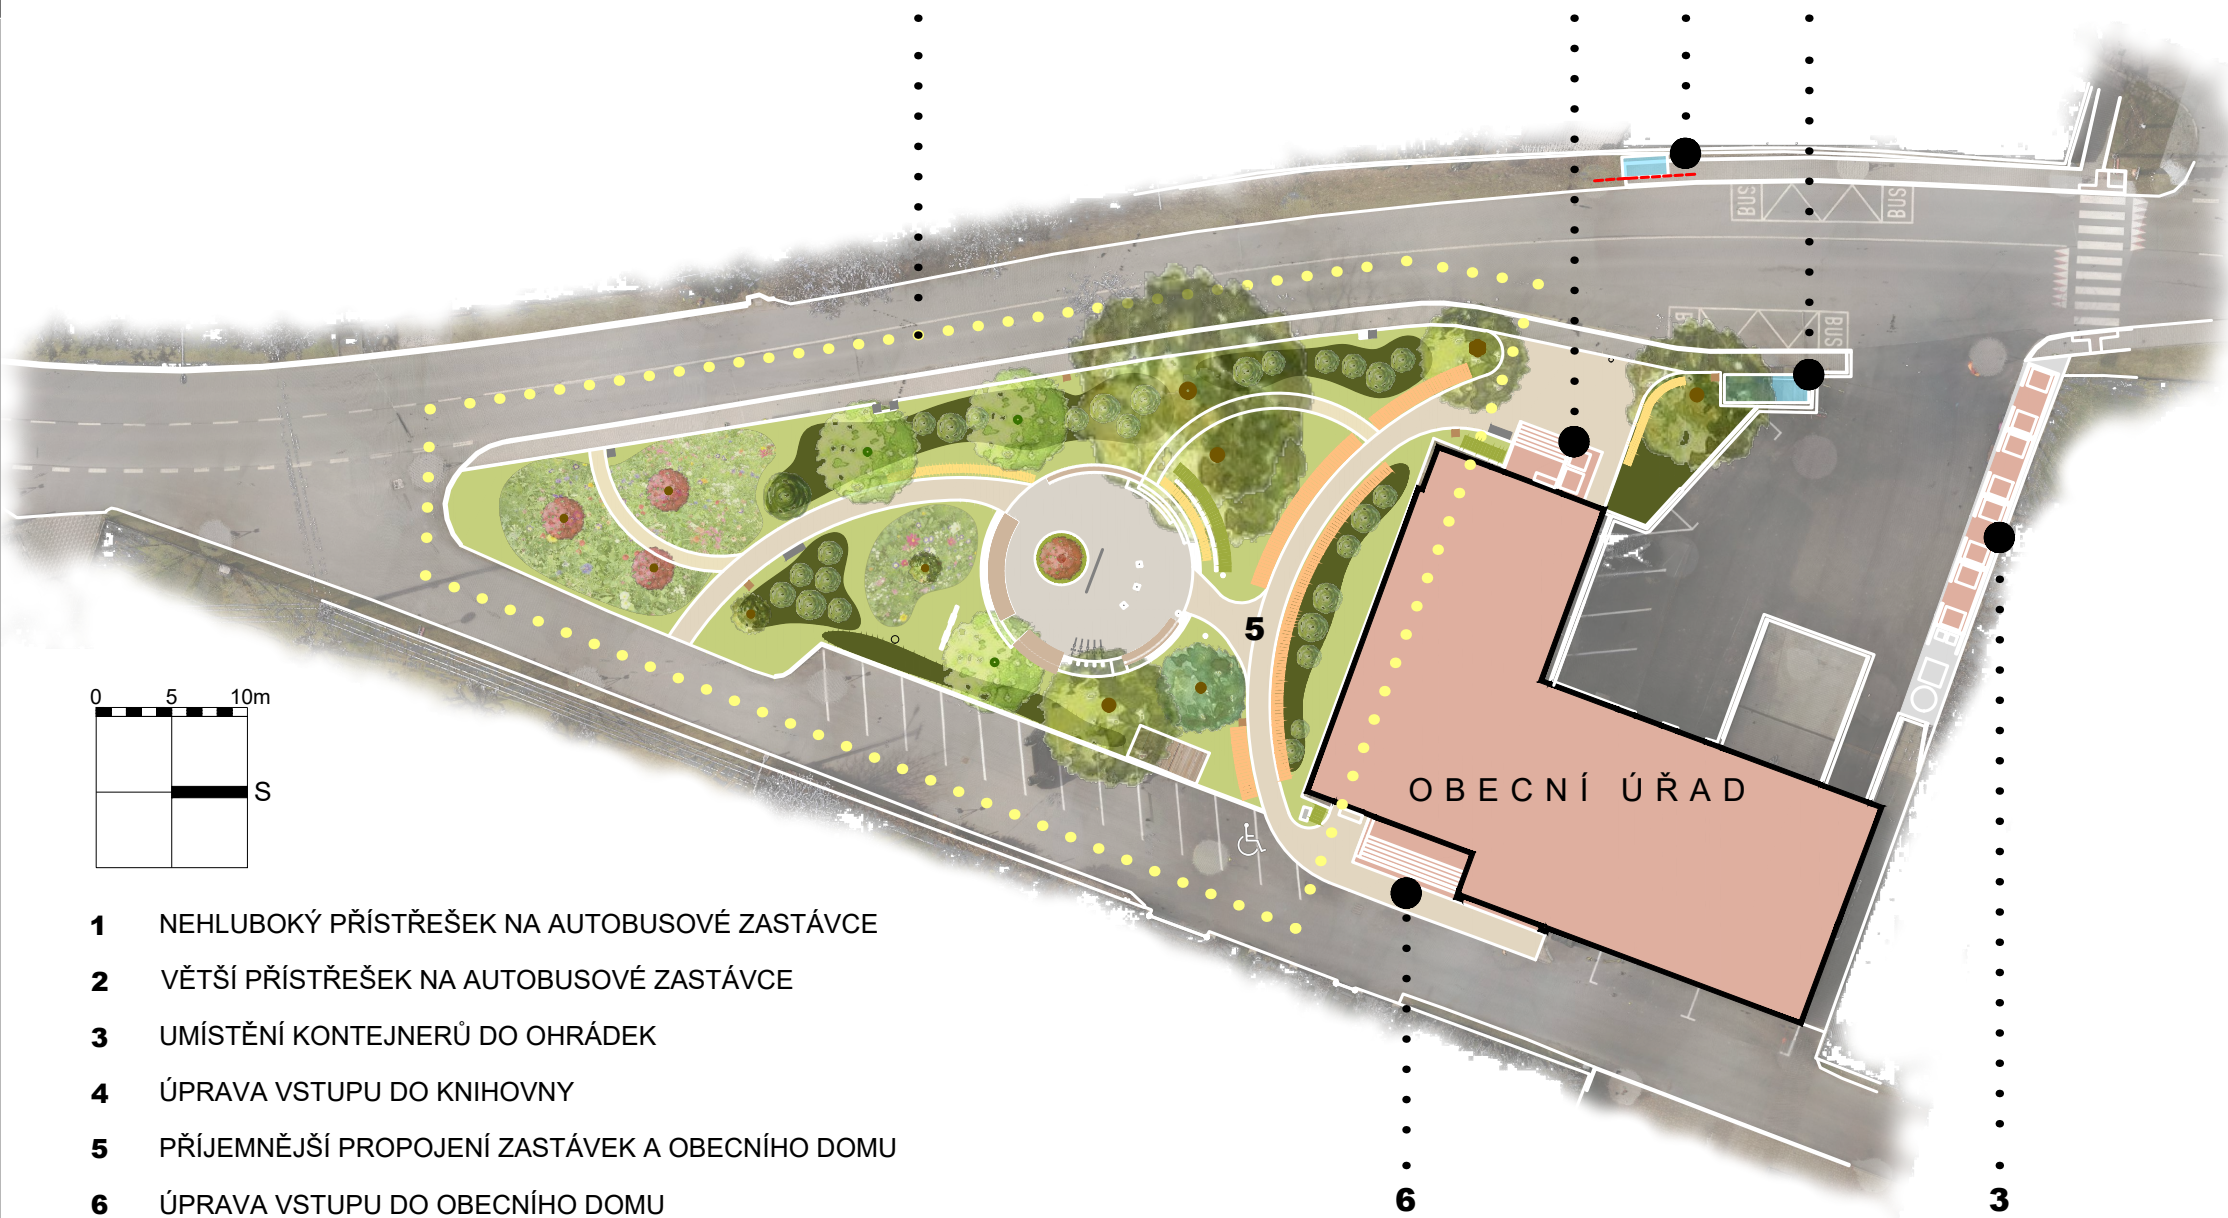 BUS
BUS
BUS
BUS
5
0 5 10m
S
OBECNÍ ÚŘAD
1 NEHLUBOKÝ PŘÍSTŘEŠEK NA AUTOBUSOVÉ ZASTÁVCE
2 VĚTŠÍ PŘÍSTŘEŠEK NA AUTOBUSOVÉ ZASTÁVCE
3 UMÍSTĚNÍ KONTEJNERŮ DO OHRÁDEK
4 ÚPRAVA VSTUPU DO KNIHOVNY
5 PŘÍJEMNĚJŠÍ PROPOJENÍ ZASTÁVEK A OBECNÍHO DOMU
6 ÚPRAVA VSTUPU DO OBECNÍHO DOMU
6
3